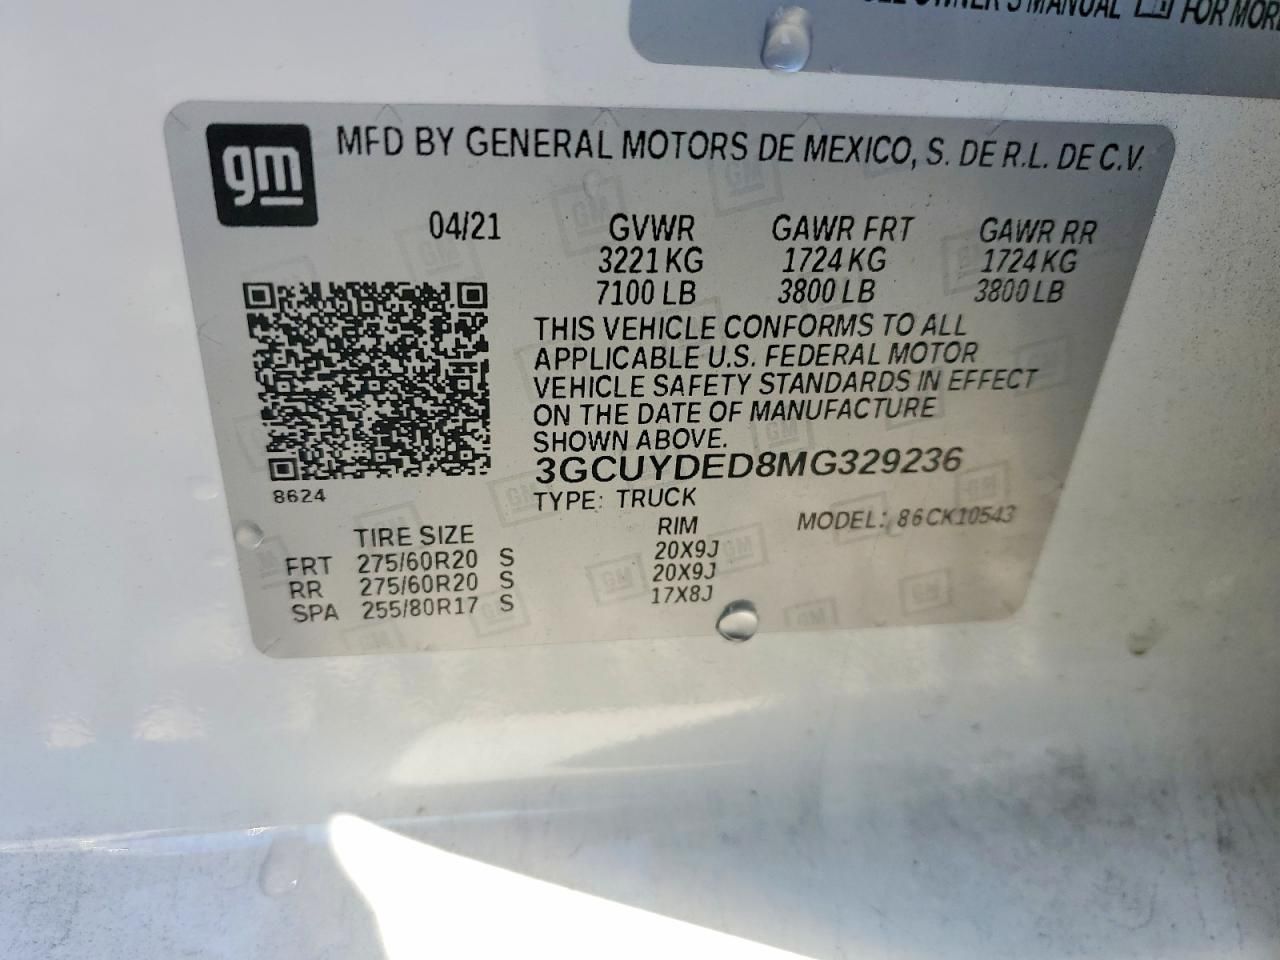 OWNER'S MANUAL FOR MORE
gm MFD BY GENERAL MOTORS DE MEXICO, S. DE R.L. DE C.V.
04/21 GVWR GAWR FRT GAWR RR
3221 KG 1724 KG 1724 KG
7100 LB 3800 LB 3800 LB
THIS VEHICLE CONFORMS TO ALL
APPLICABLE U.S. FEDERAL MOTOR
VEHICLE SAFETY STANDARDS IN EFFECT
ON THE DATE OF MANUFACTURE
SHOWN ABOVE.
3GCUYDED8MG329236
8624
TYPE: TRUCK
TIRE SIZE RIM MODEL: 86CK10543
FRT 275/60R20 S 20X9J
RR 275/60R20 S 20X9J
SPA 255/80R17 S 17X8J